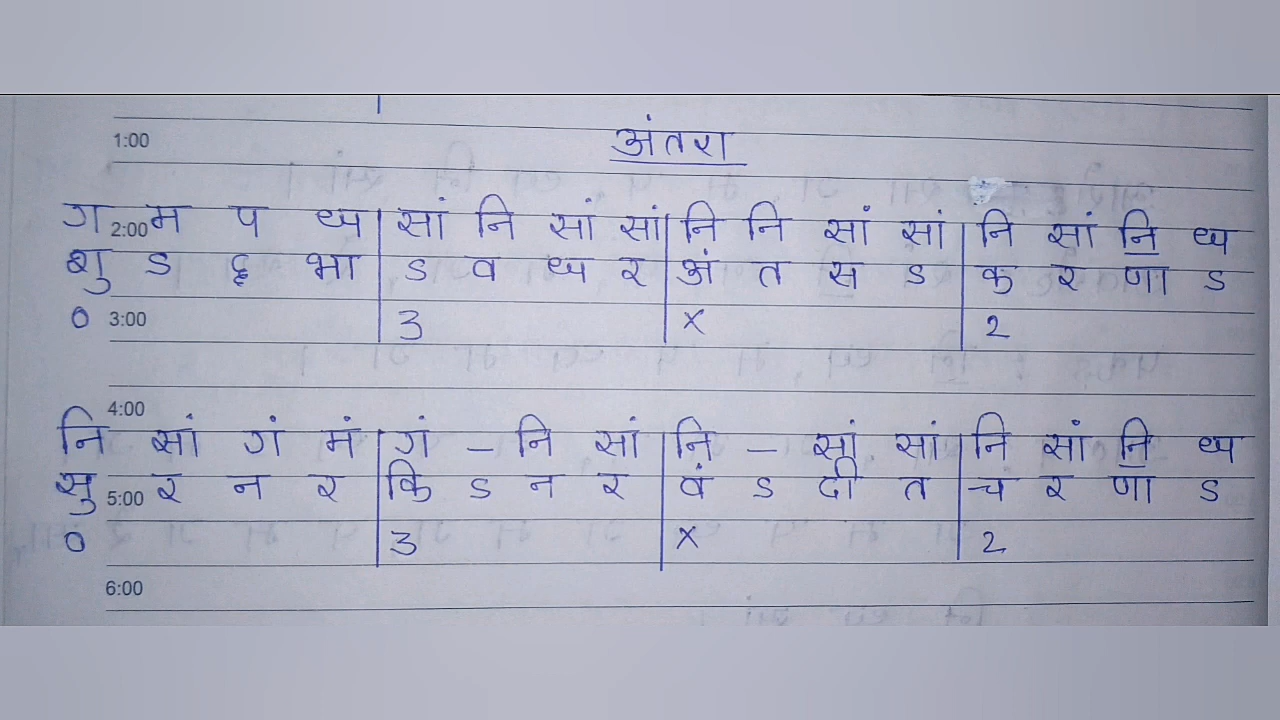 1:00 अंतरा
ग म प ध्य | सां नि सां सां | नि नि सां सां | नि सां नि ध्य
2:00
शु ऽ द्ध भा | ऽ व ध्य र | अं त स ऽ | क र णा ऽ
0 3:00 | 3 | x | 2
4:00
नि सां गं मं | गं – नि सां | नि – सां सां | नि सां नि ध्य
सु र न र | कि ऽ न र | वं ऽ दी त | चं र णा ऽ
5:00
0 | 3 | x | 2
6:00